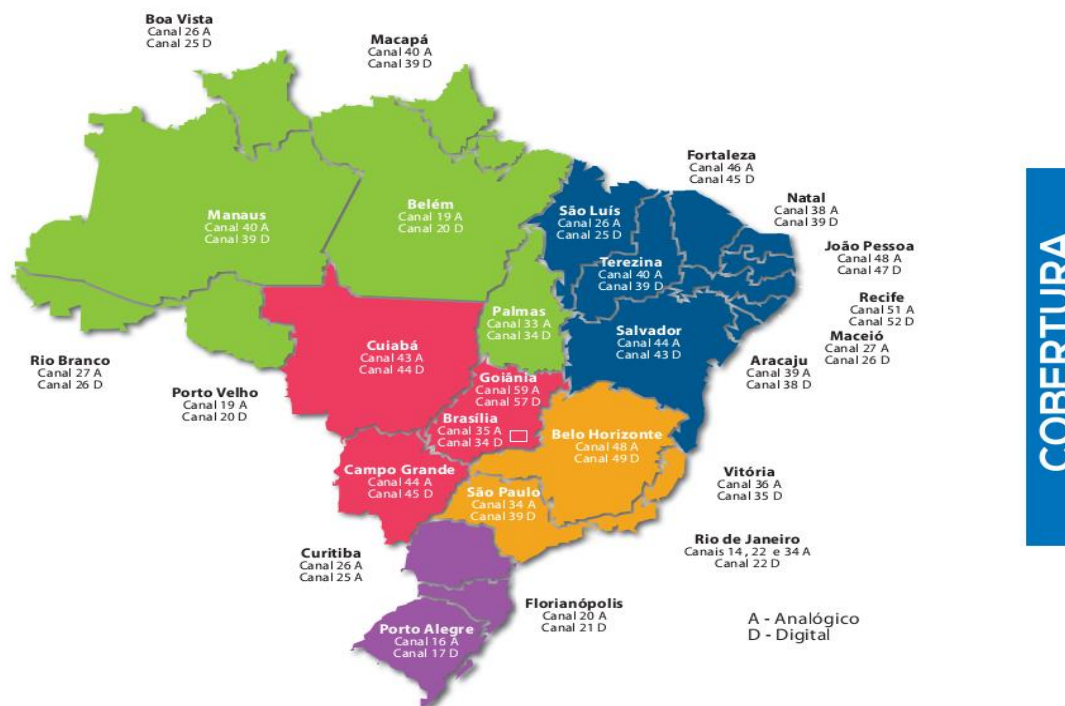 Boa Vista
Canal 26 A
Canal 25 D
Macapá
Canal 40 A
Canal 39 D
Fortaleza
Canal 46 A
Canal 45 D
Natal
Canal 38 A
Canal 39 D
Manaus
Canal 40 A
Canal 39 D
Belém
Canal 19 A
Canal 20 D
São Luís
Canal 26 A
Canal 25 D
João Pessoa
Canal 48 A
Canal 47 D
Terezina
Canal 40 A
Canal 39 D
Recife
Canal 51 A
Canal 52 D
Palmas
Canal 33 A
Canal 34 D
Salvador
Canal 44 A
Canal 43 D
Maceió
Canal 27 A
Canal 26 D
Rio Branco
Canal 27 A
Canal 26 D
Cuiabá
Canal 43 A
Canal 44 D
Aracaju
Canal 39 A
Canal 38 D
Porto Velho
Canal 19 A
Canal 20 D
Goiânia
Canal 59 A
Canal 57 D
Brasília
Canal 35 A
Canal 34 D
Belo Horizonte
Canal 48 A
Canal 49 D
Campo Grande
Canal 44 A
Canal 45 D
São Paulo
Canal 34 A
Canal 39 D
Vitória
Canal 36 A
Canal 35 D
Rio de Janeiro
Canais 14 , 22 e 34 A
Canal 22 D
Curitiba
Canal 26 A
Canal 25 A
Florianópolis
Canal 20 A
Canal 21 D
Porto Alegre
Canal 16 A
Canal 17 D
A - Analógico
D - Digital
COBERTURA